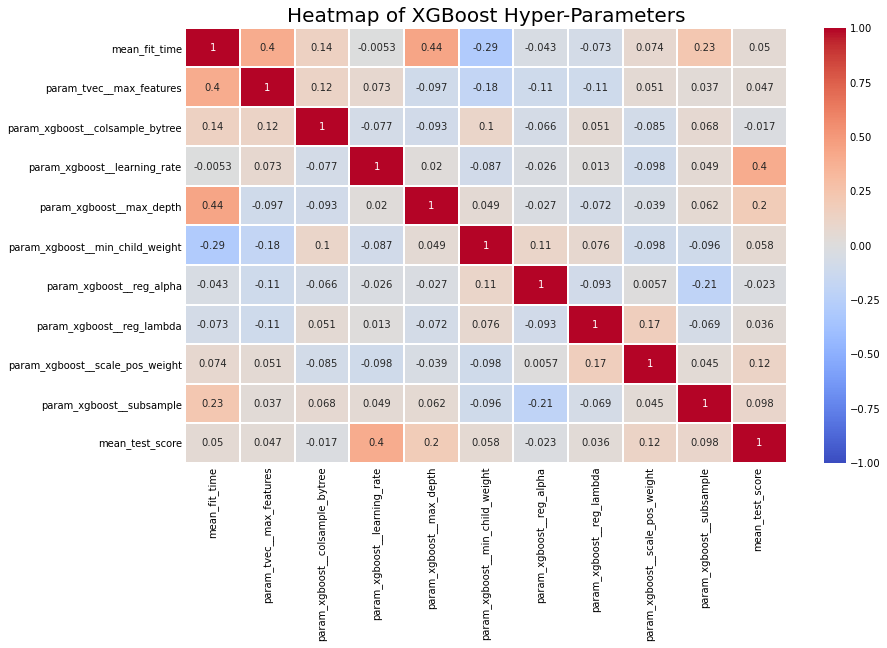 Heatmap of XGBoost Hyper-Parameters
mean_fit_time 1 0.4 0.14 -0.0053 0.44 -0.29 -0.043 -0.073 0.074 0.23 0.05
param_tvec__max_features 0.4 1 0.12 0.073 -0.097 -0.18 -0.11 -0.11 0.051 0.037 0.047
param_xgboost__colsample_bytree 0.14 0.12 1 -0.077 -0.093 0.1 -0.066 0.051 -0.085 0.068 -0.017
param_xgboost__learning_rate -0.0053 0.073 -0.077 1 0.02 -0.087 -0.026 0.013 -0.098 0.049 0.4
param_xgboost__max_depth 0.44 -0.097 -0.093 0.02 1 0.049 -0.027 -0.072 -0.039 0.062 0.2
param_xgboost__min_child_weight -0.29 -0.18 0.1 -0.087 0.049 1 0.11 0.076 -0.098 -0.096 0.058
param_xgboost__reg_alpha -0.043 -0.11 -0.066 -0.026 -0.027 0.11 1 -0.093 0.0057 -0.21 -0.023
param_xgboost__reg_lambda -0.073 -0.11 0.051 0.013 -0.072 0.076 -0.093 1 0.17 -0.069 0.036
param_xgboost__scale_pos_weight 0.074 0.051 -0.085 -0.098 -0.039 -0.098 0.0057 0.17 1 0.045 0.12
param_xgboost__subsample 0.23 0.037 0.068 0.049 0.062 -0.096 -0.21 -0.069 0.045 1 0.098
mean_test_score 0.05 0.047 -0.017 0.4 0.2 0.058 -0.023 0.036 0.12 0.098 1
mean_fit_time
param_tvec__max_features
param_xgboost__colsample_bytree
param_xgboost__learning_rate
param_xgboost__max_depth
param_xgboost__min_child_weight
param_xgboost__reg_alpha
param_xgboost__reg_lambda
param_xgboost__scale_pos_weight
param_xgboost__subsample
mean_test_score
1.00
0.75
0.50
0.25
0.00
−0.25
−0.50
−0.75
−1.00